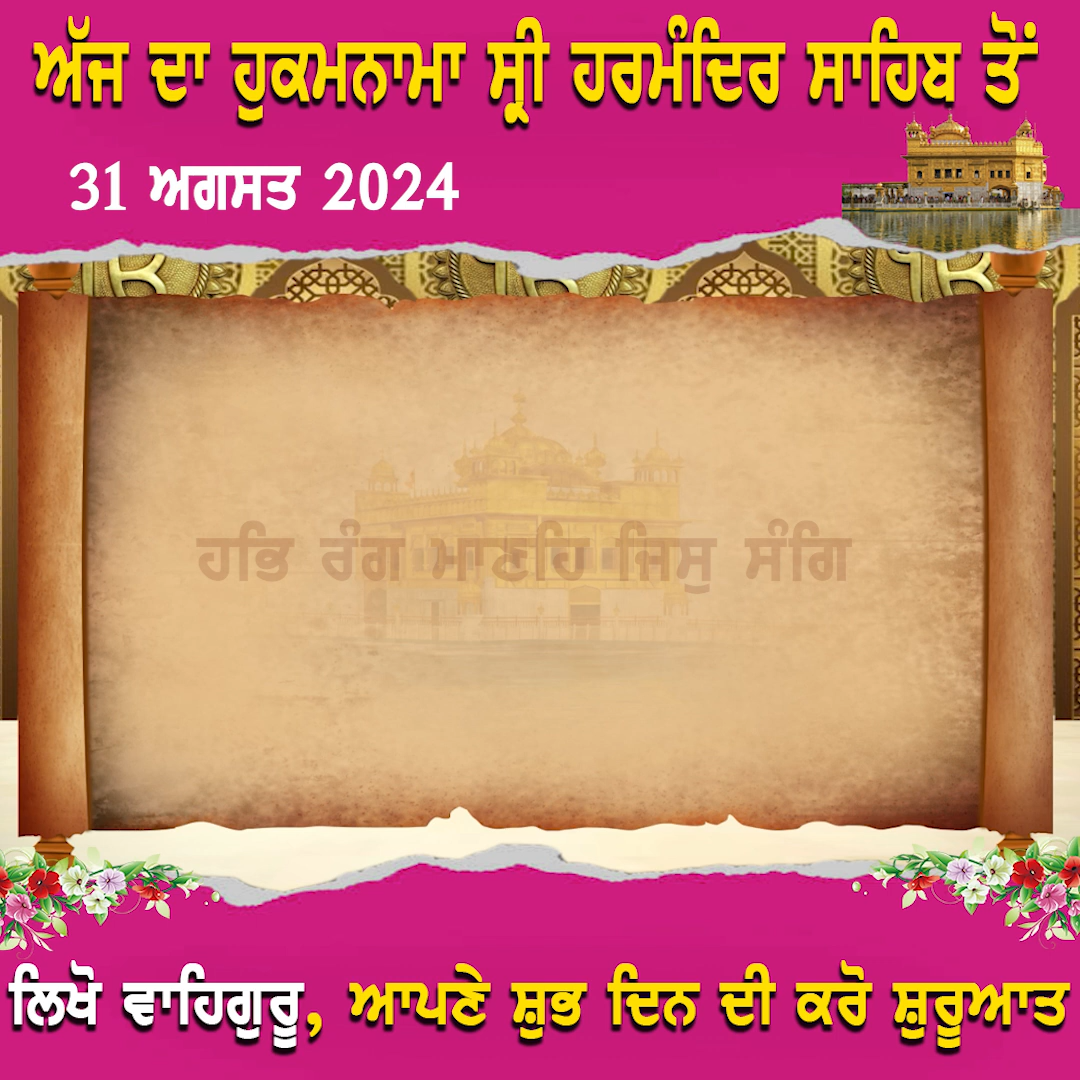 ਅੱਜ ਦਾ ਹੁਕਮਨਾਮਾ ਸ੍ਰੀ ਹਰਮੰਦਿਰ ਸਾਹਿਬ ਤੋਂ
31 ਅਗਸਤ 2024
ਹਭਿ ਰੰਗ ਮਾਣਹਿ ਜਿਸੁ ਸੰਗਿ
ਲਿਖੋ ਵਾਹਿਗੁਰੂ, ਆਪਣੇ ਸ਼ੁਭ ਦਿਨ ਦੀ ਕਰੋ ਸ਼ੁਰੂਆਤ